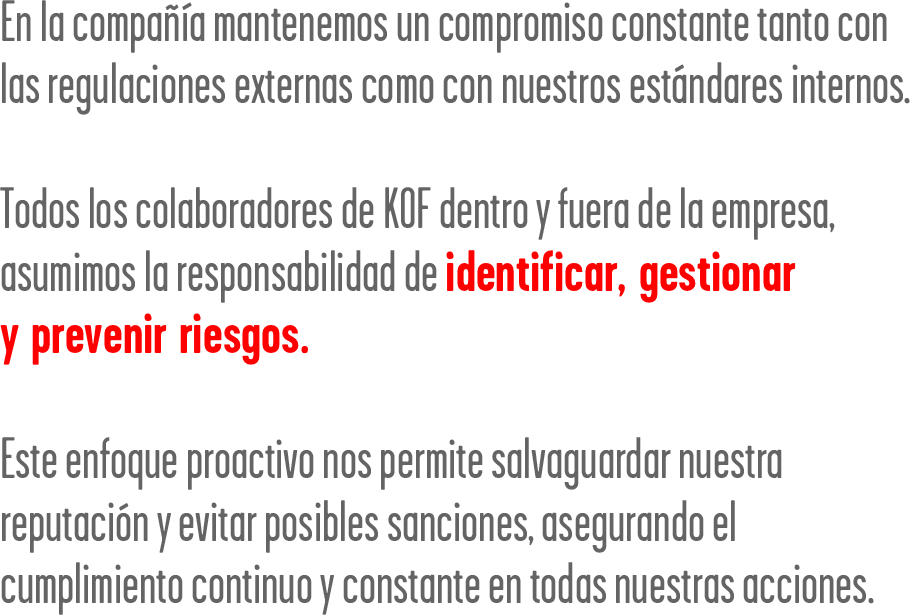 En la compañía mantenemos un compromiso constante tanto con
las regulaciones externas como con nuestros estándares internos.
Todos los colaboradores de KOF dentro y fuera de la empresa,
asumimos la responsabilidad de identificar, gestionar
y prevenir riesgos.
Este enfoque proactivo nos permite salvaguardar nuestra
reputación y evitar posibles sanciones, asegurando el
cumplimiento continuo y constante en todas nuestras acciones.